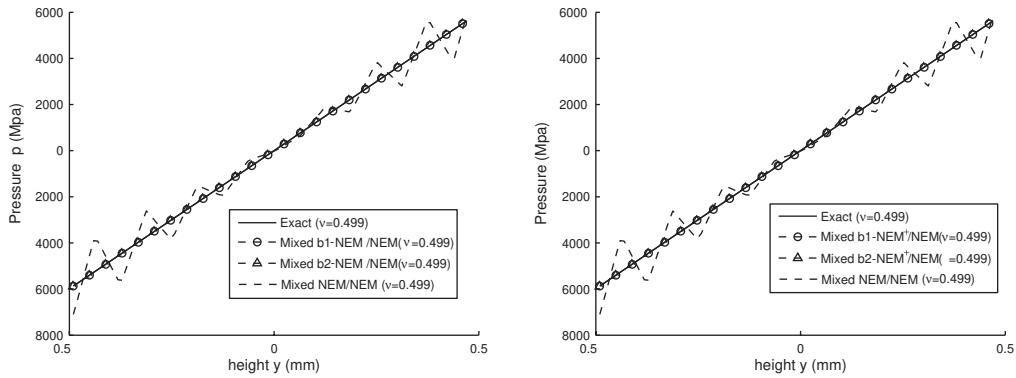 6000
4000
2000
0
2000
4000
6000
8000
Pressure p (Mpa)
0.5
0
0.5
height y (mm)
Exact (ν=0.499)
Mixed b1-NEM /NEM(ν=0.499)
Mixed b2-NEM /NEM(ν=0.499)
Mixed NEM/NEM (ν=0.499)
6000
4000
2000
0
2000
4000
6000
8000
Pressure (Mpa)
0.5
0
0.5
height y (mm)
Exact (ν=0.499)
Mixed b1-NEM⁺/NEM(ν=0.499)
Mixed b2-NEM⁺/NEM( =0.499)
Mixed NEM/NEM (ν=0.499)